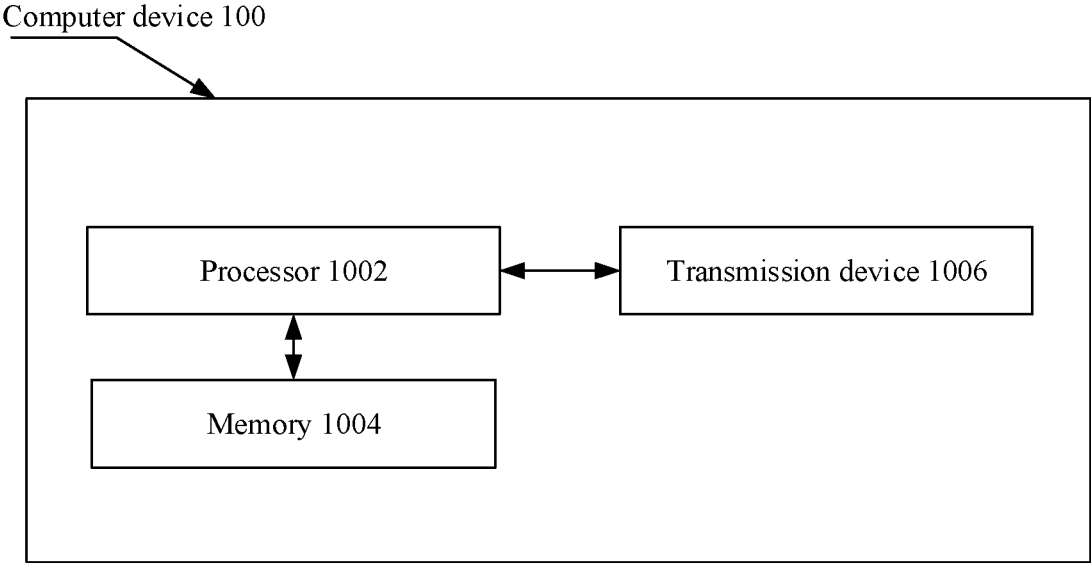 Computer device 100
Processor 1002
Transmission device 1006
Memory 1004